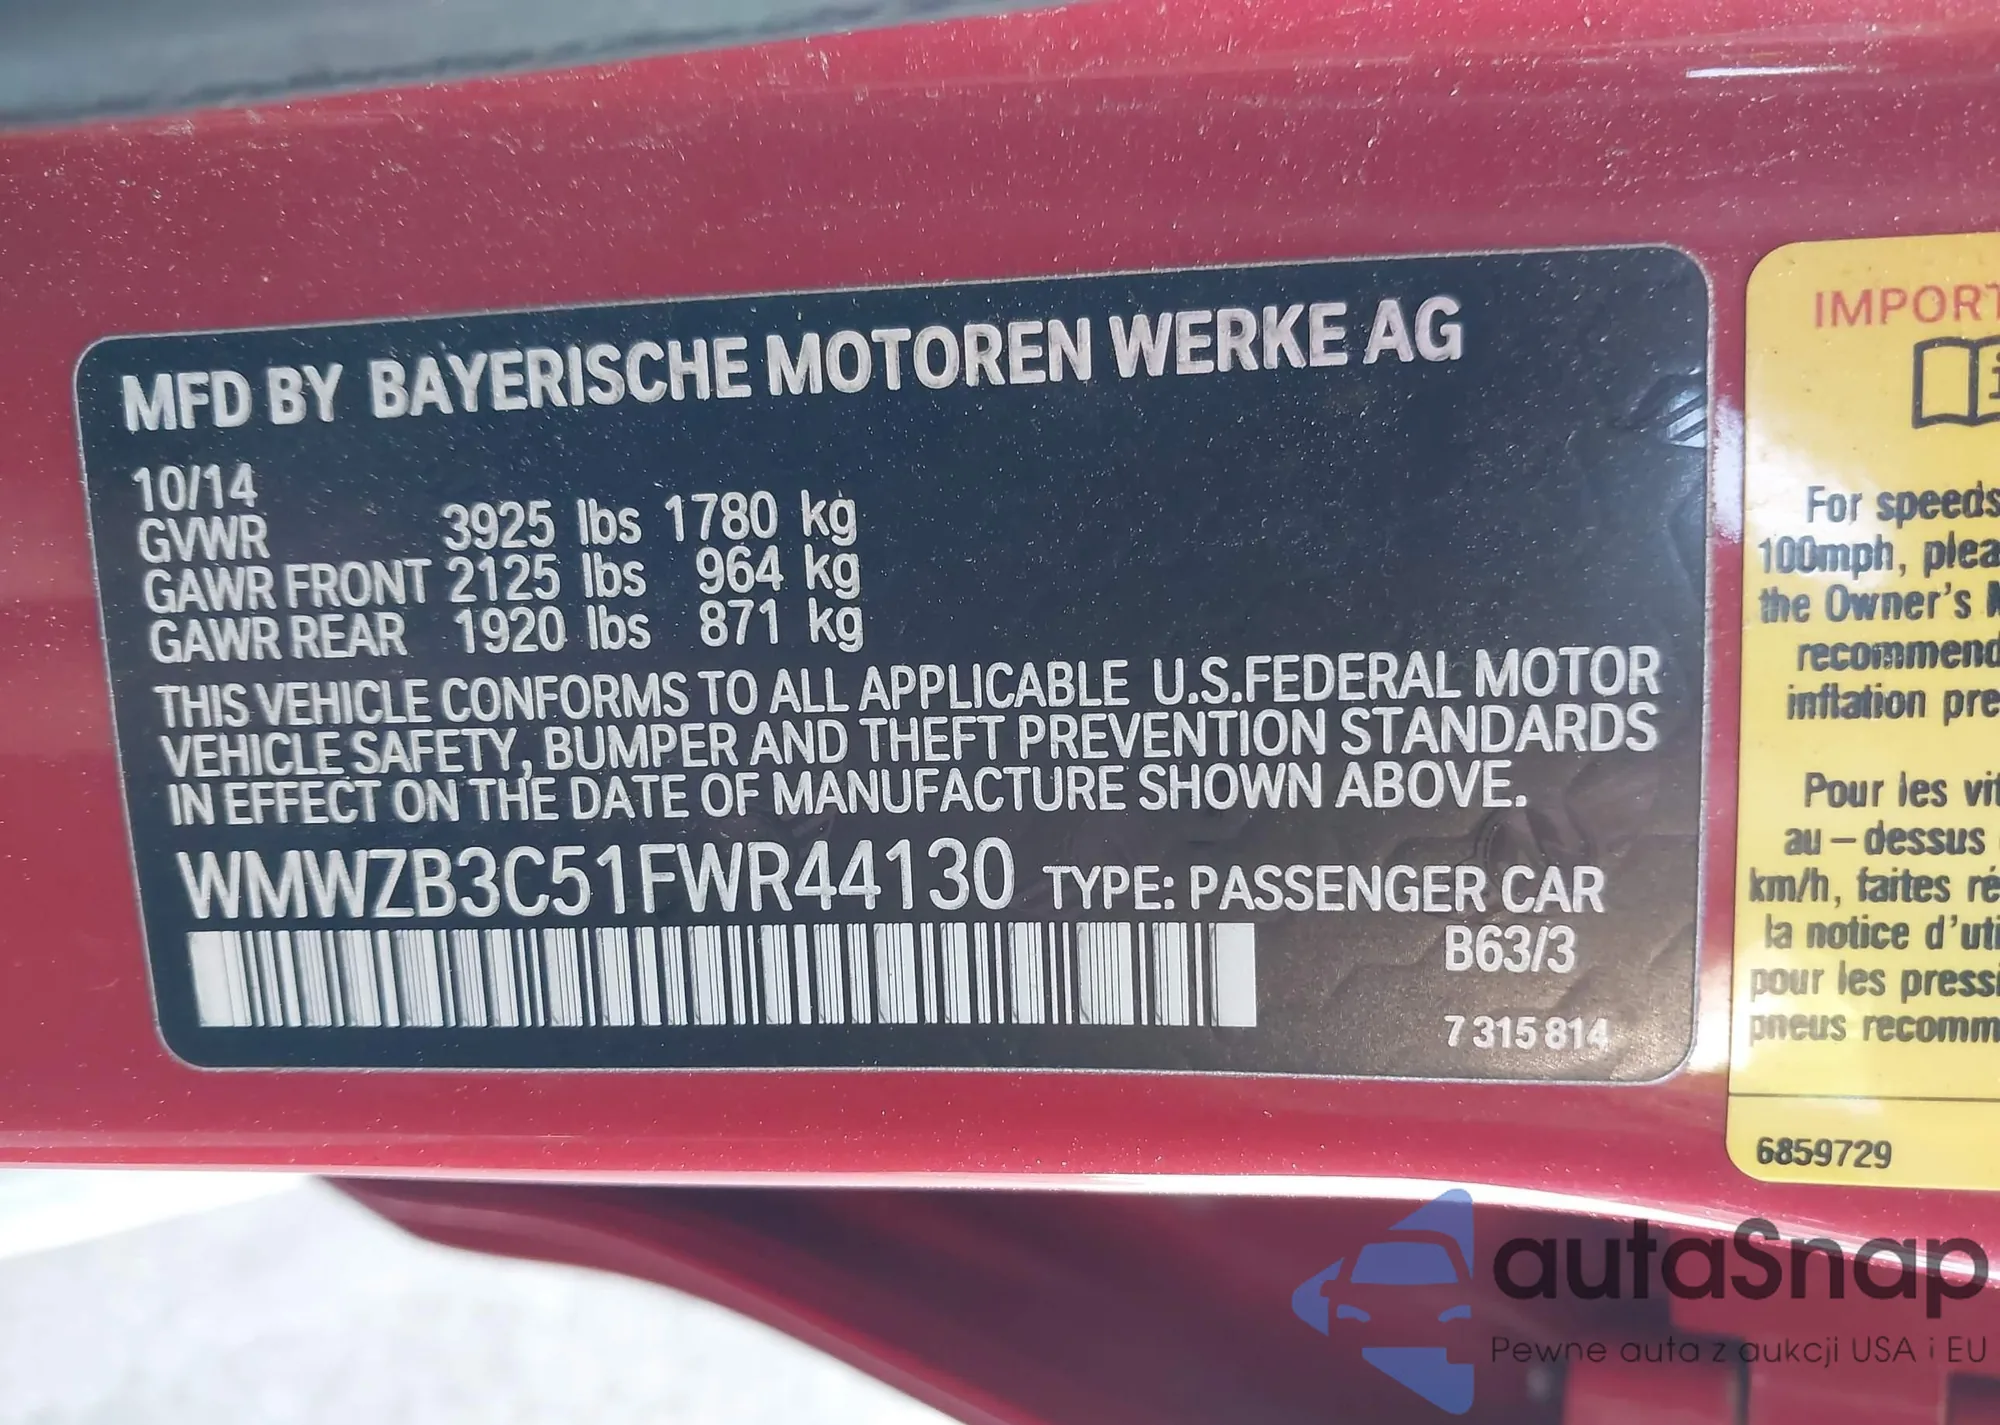 MFD BY BAYERISCHE MOTOREN WERKE AG
10/14
GVWR 3925 lbs 1780 kg
GAWR FRONT 2125 lbs 964 kg
GAWR REAR 1920 lbs 871 kg
THIS VEHICLE CONFORMS TO ALL APPLICABLE U.S.FEDERAL MOTOR
VEHICLE SAFETY, BUMPER AND THEFT PREVENTION STANDARDS
IN EFFECT ON THE DATE OF MANUFACTURE SHOWN ABOVE.
WMWZB3C51FWR44130 TYPE: PASSENGER CAR
B63/3
7 315 814
IMPORT
For speeds
100mph, plea
the Owner's M
recommend
inflation pre
Pour les vit
au-dessus
km/h, faites ré
la notice d'uti
pour les pressi
pneus recomm
6859729
autaSnap
Pewne auta z aukcji USA i EU